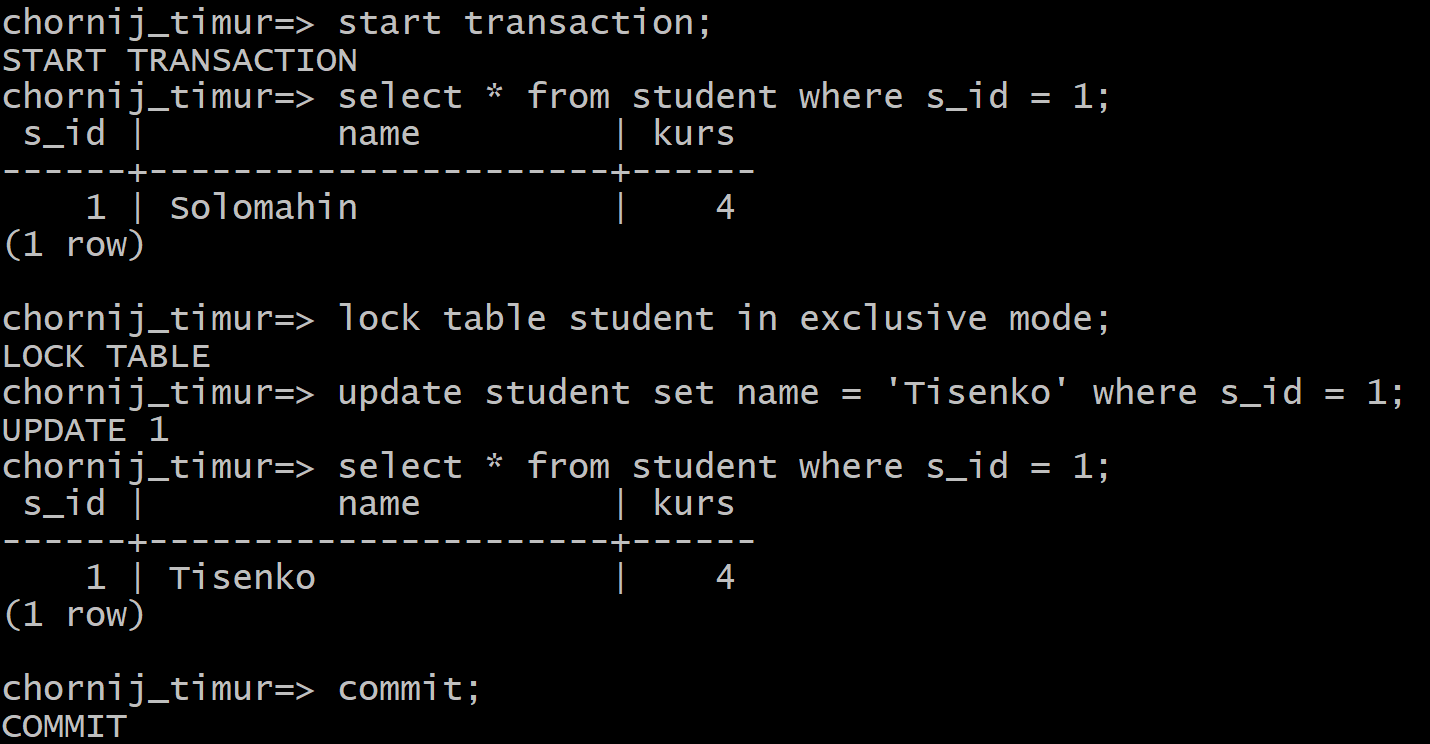 chornij_timur=> start transaction;
START TRANSACTION
chornij_timur=> select * from student where s_id = 1;
 s_id |         name         | kurs
------+----------------------+------
    1 | Solomahin            |    4
(1 row)

chornij_timur=> lock table student in exclusive mode;
LOCK TABLE
chornij_timur=> update student set name = 'Tisenko' where s_id = 1;
UPDATE 1
chornij_timur=> select * from student where s_id = 1;
 s_id |         name         | kurs
------+----------------------+------
    1 | Tisenko              |    4
(1 row)

chornij_timur=> commit;
COMMIT